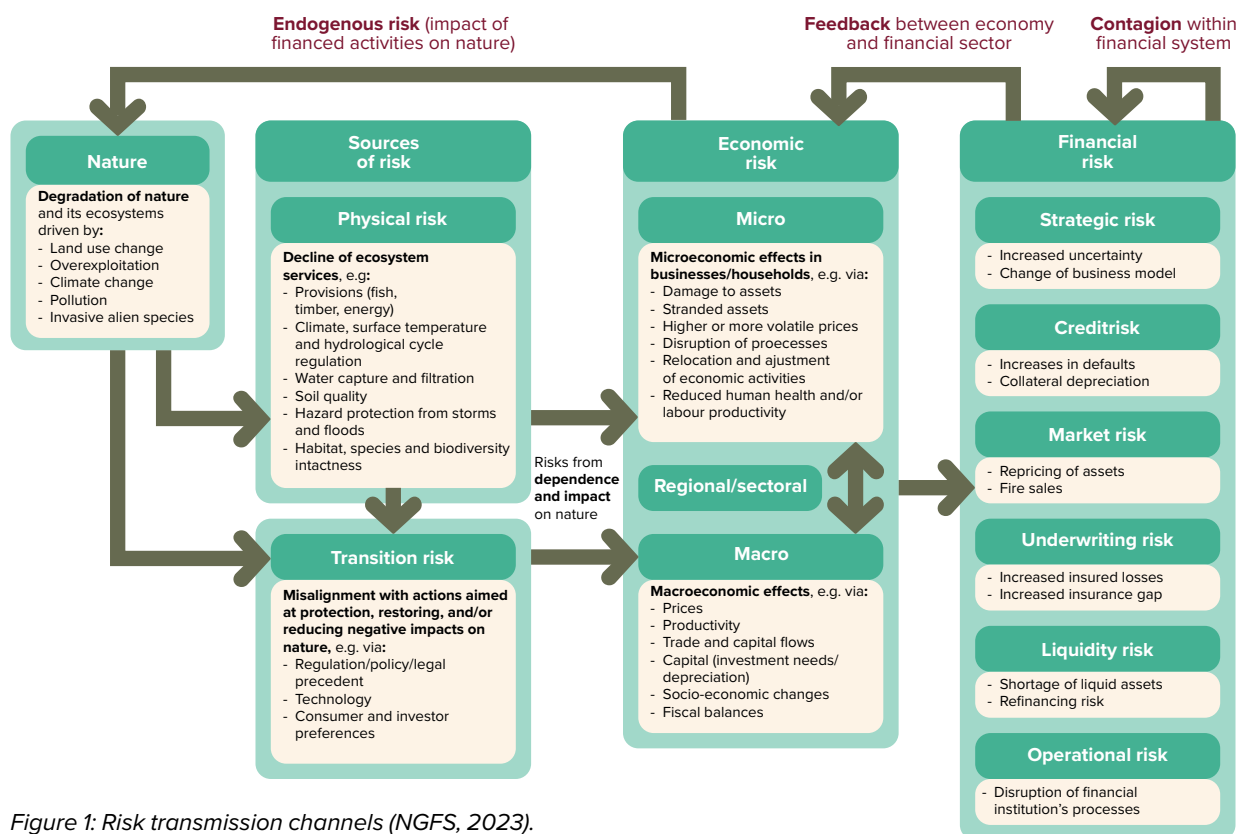 Endogenous risk (impact of
financed activities on nature)
Feedback between economy
and financial sector
Contagion within
financial system
Nature
Degradation of nature
and its ecosystems
driven by:
- Land use change
- Overexploitation
- Climate change
- Pollution
- Invasive alien species
Sources
of risk
Physical risk
Decline of ecosystem
services, e.g:
- Provisions (fish,
timber, energy)
- Climate, surface temperature
and hydrological cycle
regulation
- Water capture and filtration
- Soil quality
- Hazard protection from storms
and floods
- Habitat, species and biodiversity
intactness
Transition risk
Misalignment with actions aimed
at protection, restoring, and/or
reducing negative impacts on
nature, e.g. via:
- Regulation/policy/legal
precedent
- Technology
- Consumer and investor
preferences
Risks from
dependence
and impact
on nature
Economic
risk
Micro
Microeconomic effects in
businesses/households, e.g. via:
- Damage to assets
- Stranded assets
- Higher or more volatile prices
- Disruption of proecesses
- Relocation and ajustment
of economic activities
- Reduced human health and/or
labour productivity
Regional/sectoral
Macro
Macroeconomic effects, e.g. via:
- Prices
- Productivity
- Trade and capital flows
- Capital (investment needs/
depreciation)
- Socio-economic changes
- Fiscal balances
Financial
risk
Strategic risk
- Increased uncertainty
- Change of business model
Creditrisk
- Increases in defaults
- Collateral depreciation
Market risk
- Repricing of assets
- Fire sales
Underwriting risk
- Increased insured losses
- Increased insurance gap
Liquidity risk
- Shortage of liquid assets
- Refinancing risk
Operational risk
- Disruption of financial
institution's processes
Figure 1: Risk transmission channels (NGFS, 2023).